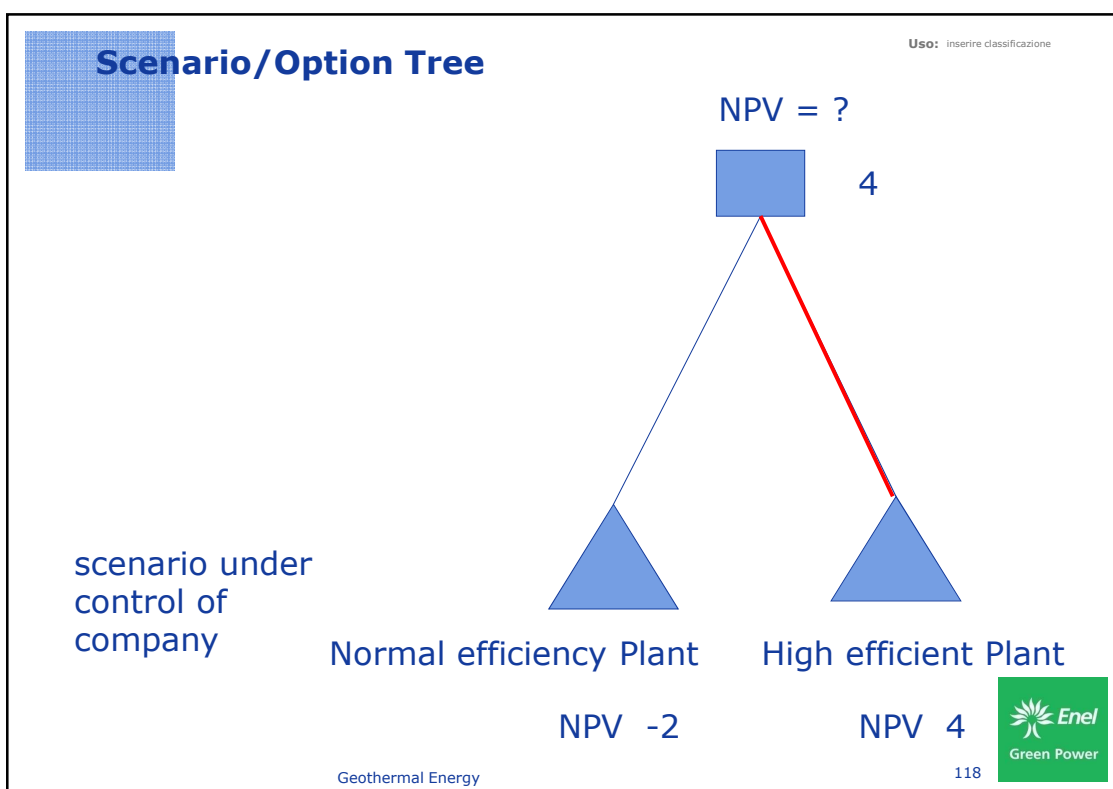 Scenario/Option Tree
Uso: inserire classificazione
NPV = ?
4
scenario under
control of
company
Normal efficiency Plant
High efficient Plant
NPV -2
NPV 4
Enel
Green Power
Geothermal Energy
118